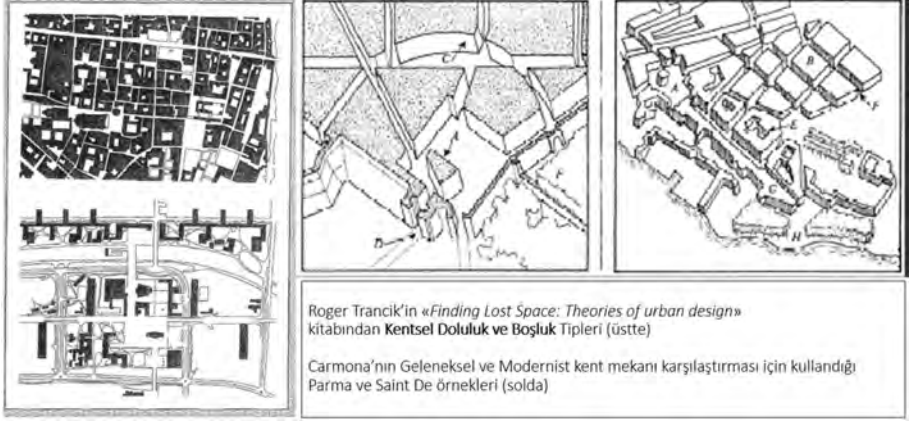 C
A
D
F
A
B
F
E
G
H
Roger Trancik’in «Finding Lost Space: Theories of urban design»
kitabından Kentsel Doluluk ve Boşluk Tipleri (üstte)
Carmona’nın Geleneksel ve Modernist kent mekanı karşılaştırması için kullandığı
Parma ve Saint De örnekleri (solda)